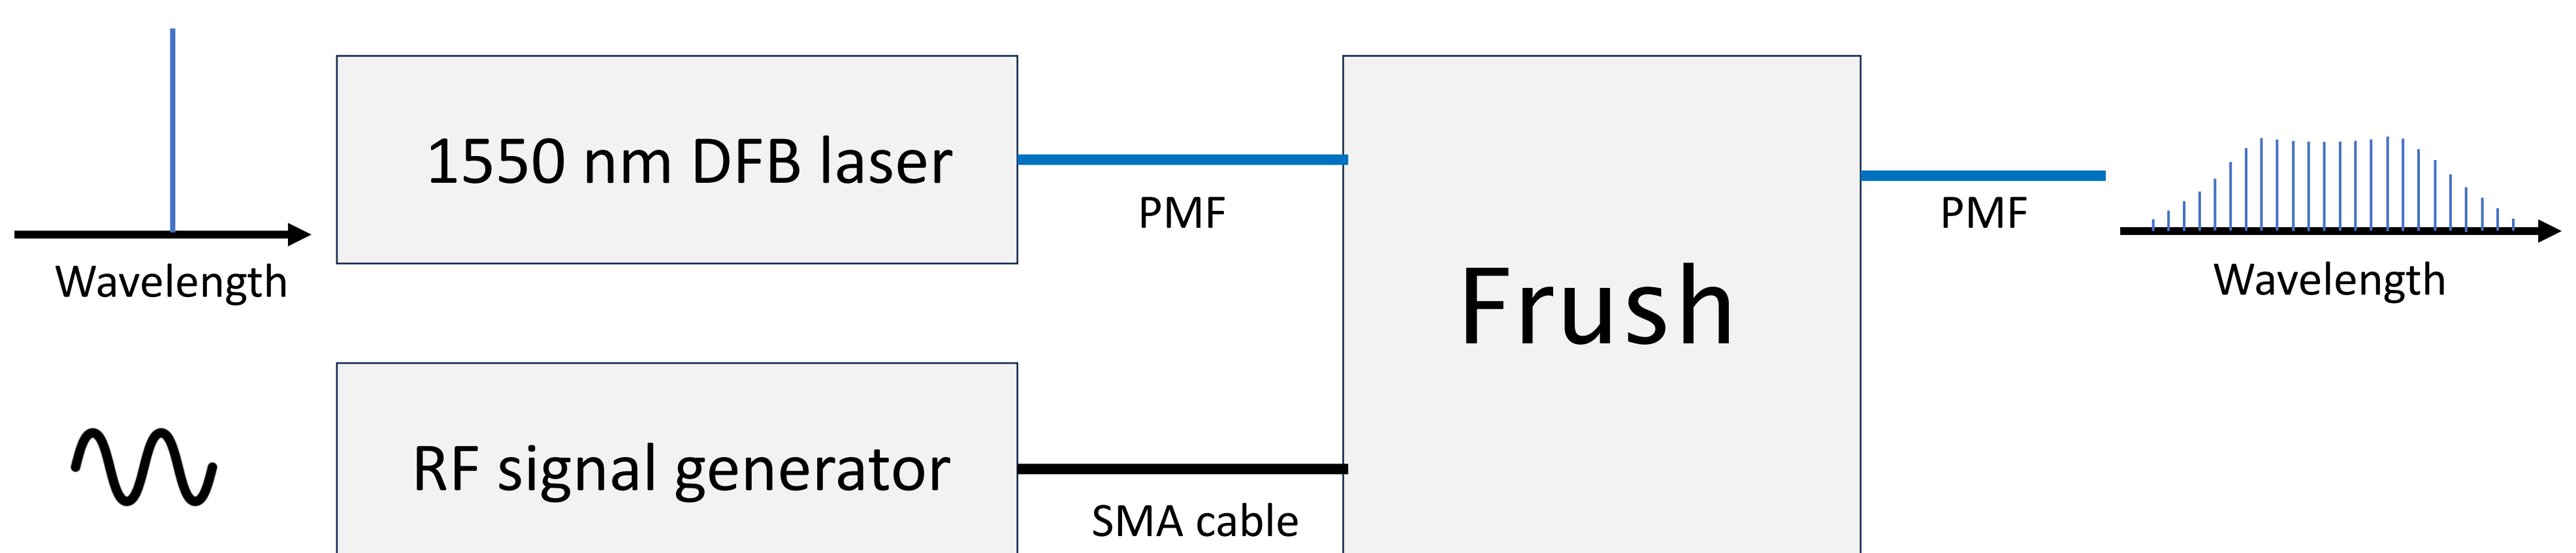 1550 nm DFB laser
PMF
PMF
Wavelength
Frush
Wavelength
RF signal generator
SMA cable